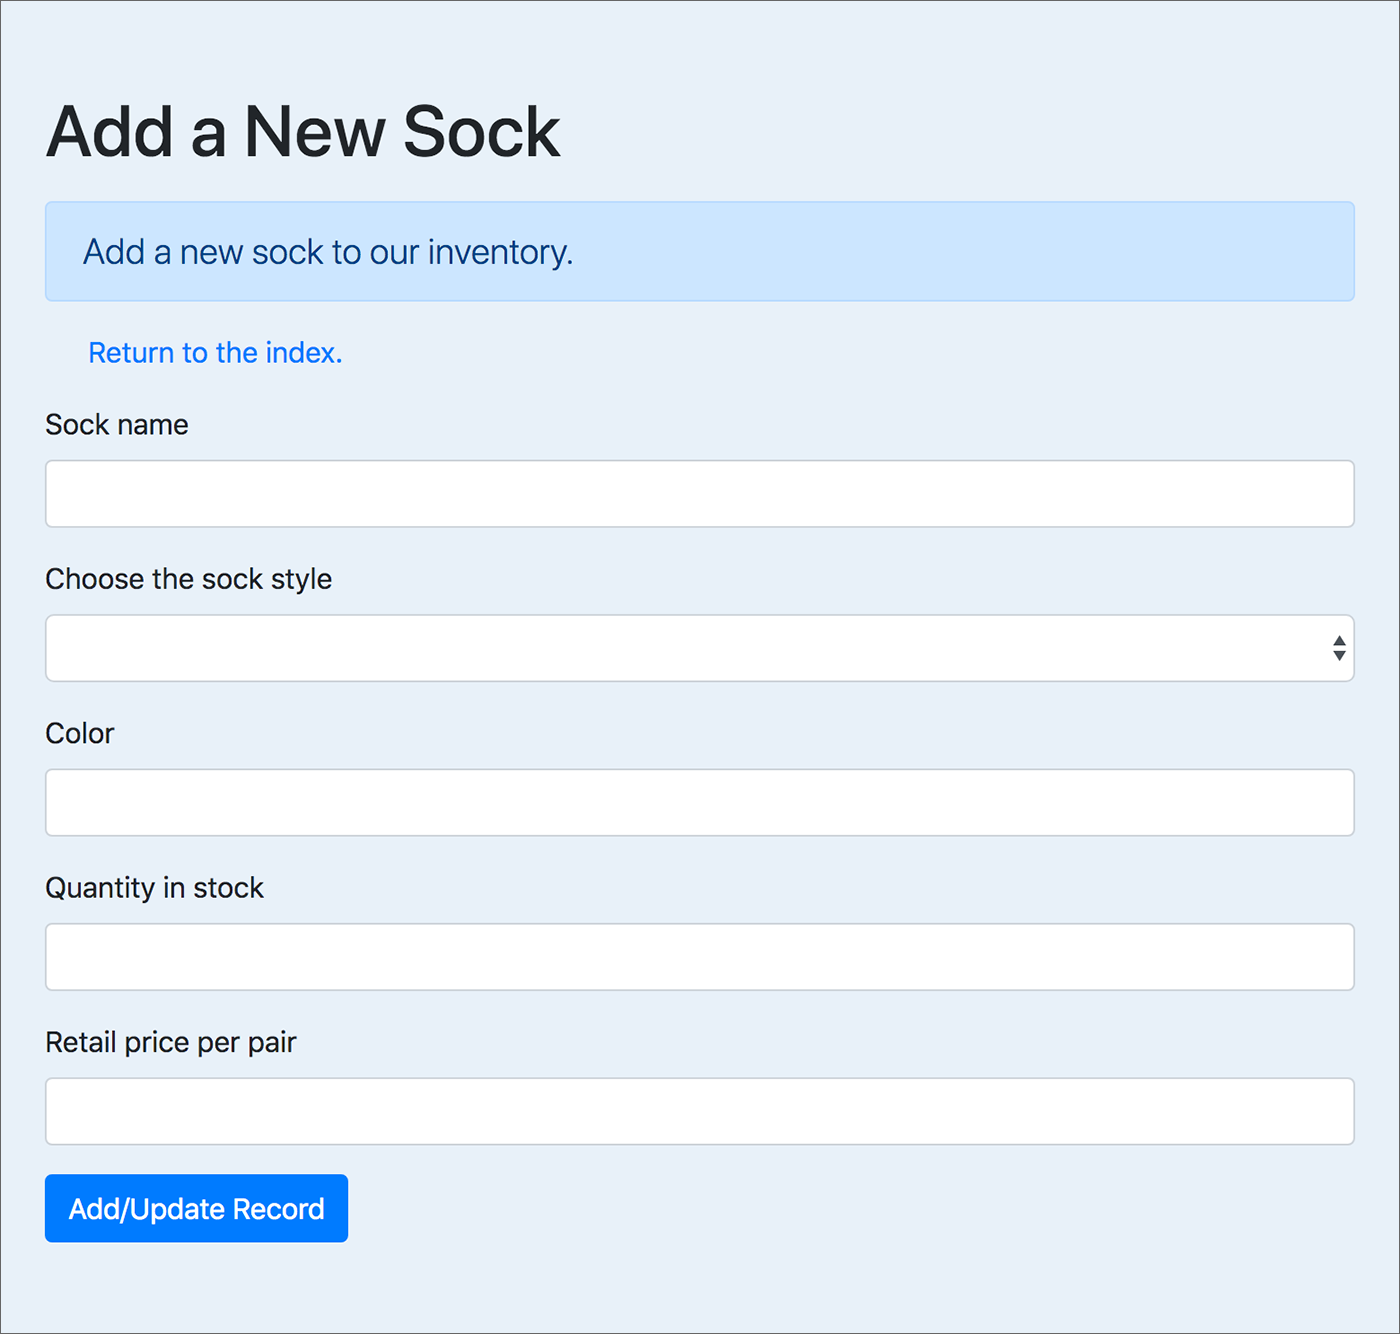 Add a New Sock
Add a new sock to our inventory.
Return to the index.
Sock name
Choose the sock style
Color
Quantity in stock
Retail price per pair
Add/Update Record